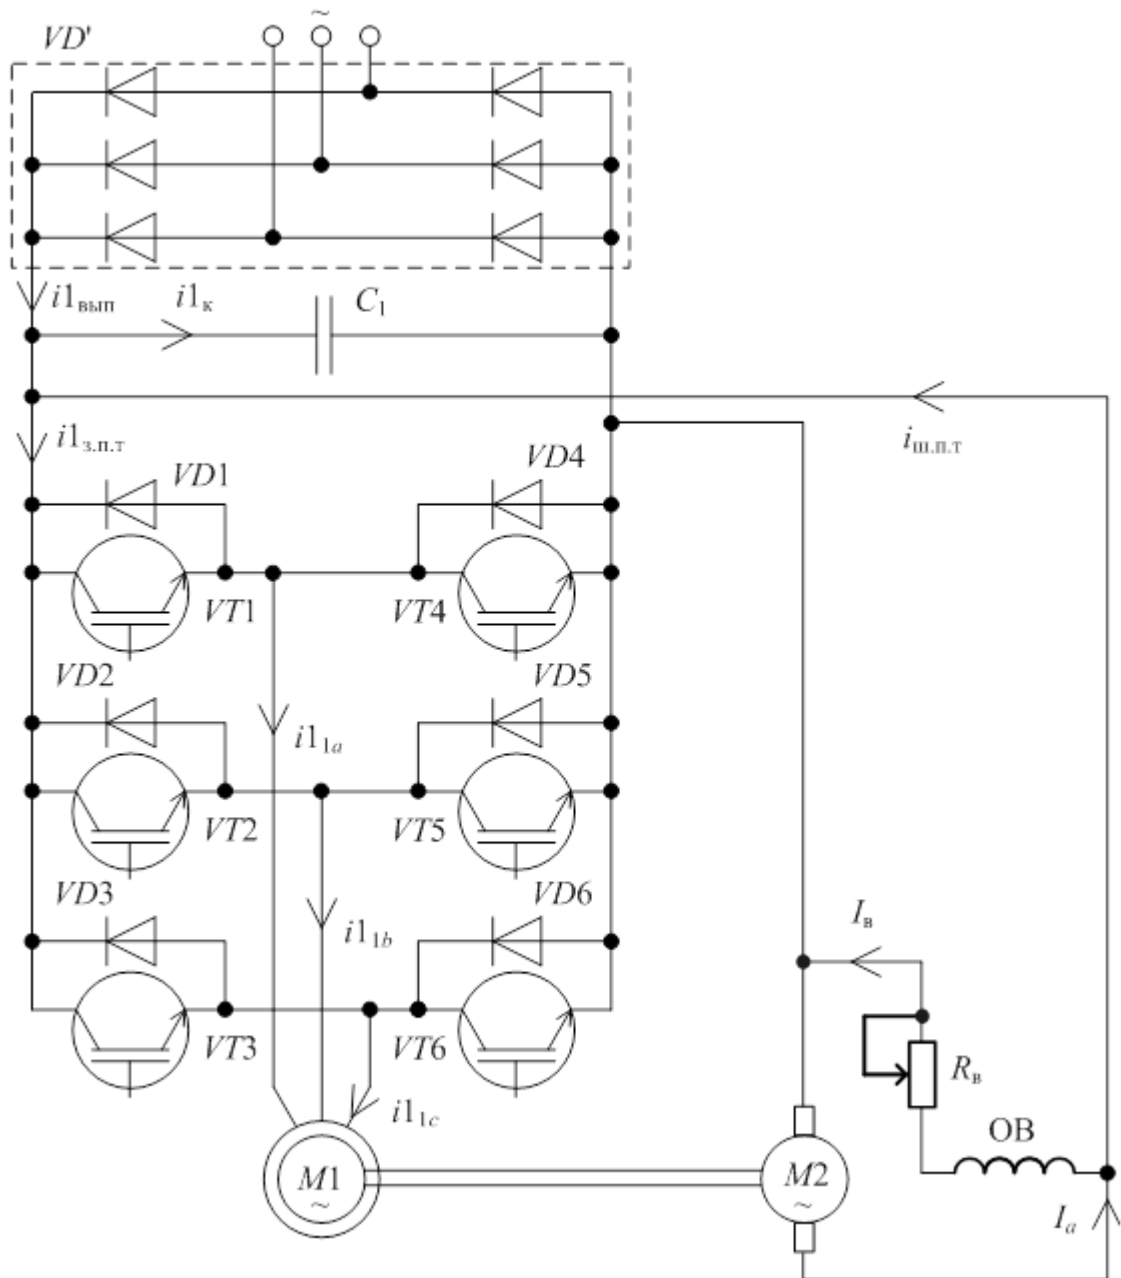 ~
VD'
i1вып
i1к
C1
i1з.п.т
iш.п.т
VD1
VD4
VT1
VT4
VD2
VD5
i11a
VT2
VT5
VD3
VD6
Iв
i11b
VT3
VT6
Rв
i11c
ОВ
M1
~
M2
~
Ia